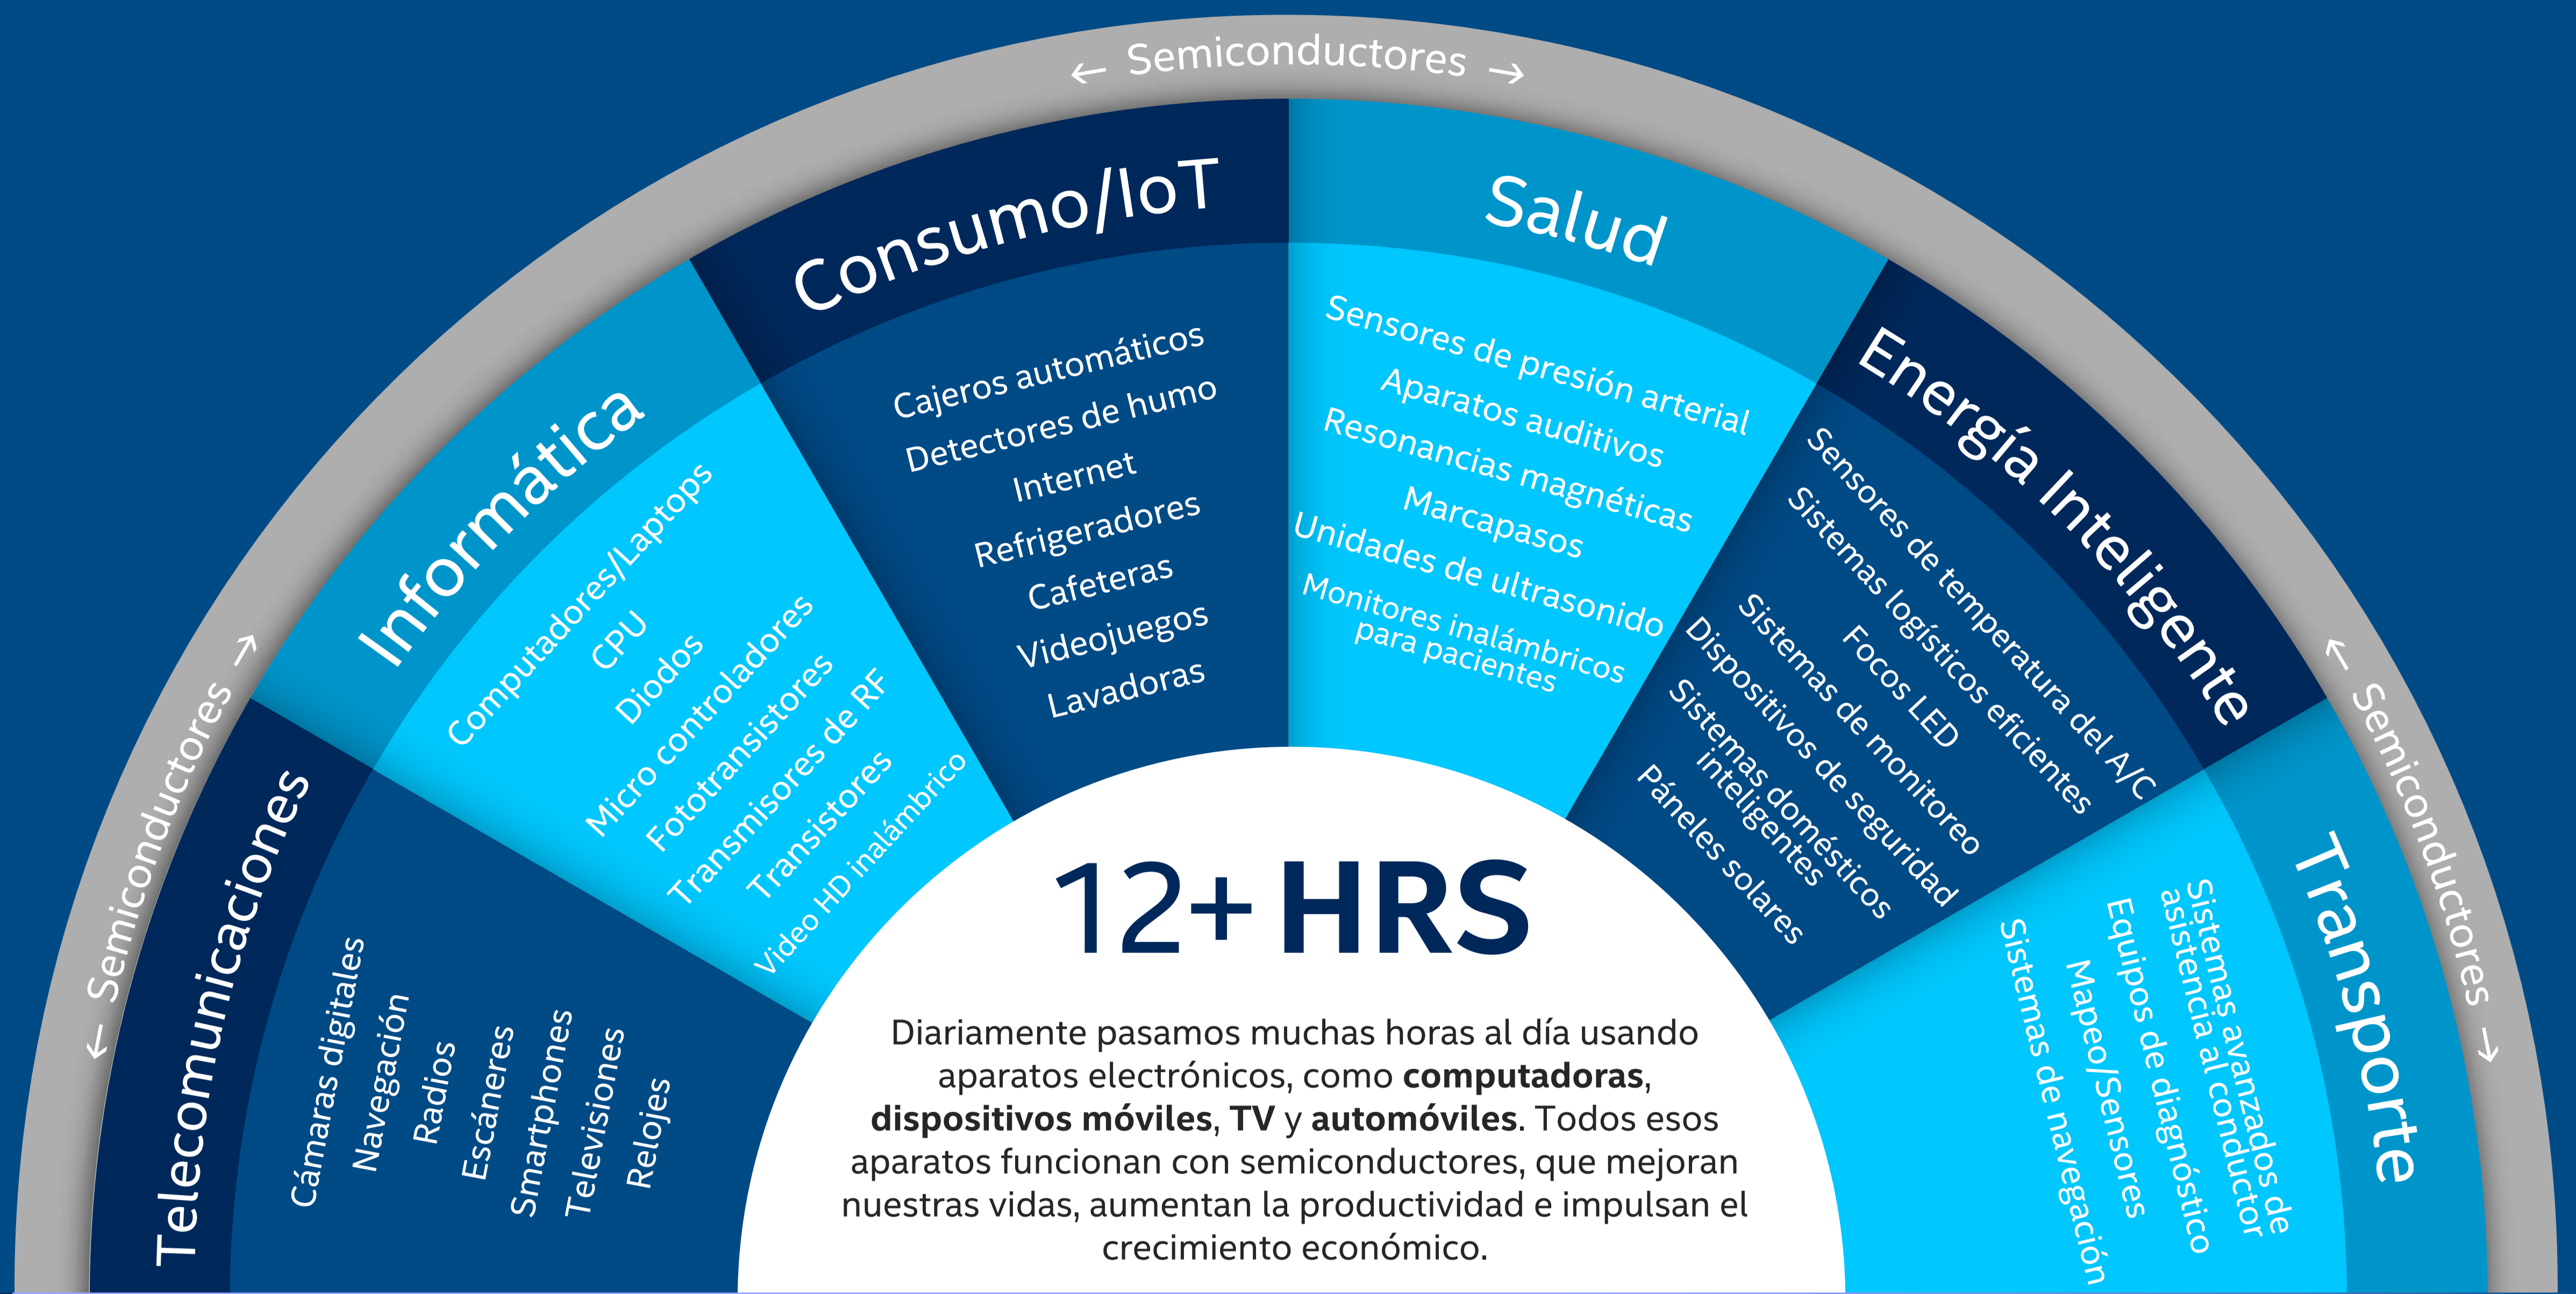 ← Semiconductores →
← Semiconductores →
← Semiconductores →
Telecomunicaciones
Cámaras digitales
Navegación
Radios
Escáneres
Smartphones
Televisiones
Relojes
Informática
Computadores/Laptops
CPU
Diodos
Micro controladores
Fototransistores
Transmisores de RF
Transistores
Video HD inalámbrico
Consumo/IoT
Cajeros automáticos
Detectores de humo
Internet
Refrigeradores
Cafeteras
Videojuegos
Lavadoras
Salud
Sensores de presión arterial
Aparatos auditivos
Resonancias magnéticas
Marcapasos
Unidades de ultrasonido
Monitores inalámbricos
para pacientes
Energía Inteligente
Sensores de temperatura del A/C
Sistemas logísticos eficientes
Focos LED
Sistemas de monitoreo
Dispositivos de seguridad
Sistemas domésticos
inteligentes
Páneles solares
Transporte
Sistemas avanzados de
asistencia al conductor
Equipos de diagnóstico
Mapeo/Sensores
Sistemas de navegación
12+ HRS
Diariamente pasamos muchas horas al día usando
aparatos electrónicos, como computadoras,
dispositivos móviles, TV y automóviles. Todos esos
aparatos funcionan con semiconductores, que mejoran
nuestras vidas, aumentan la productividad e impulsan el
crecimiento económico.